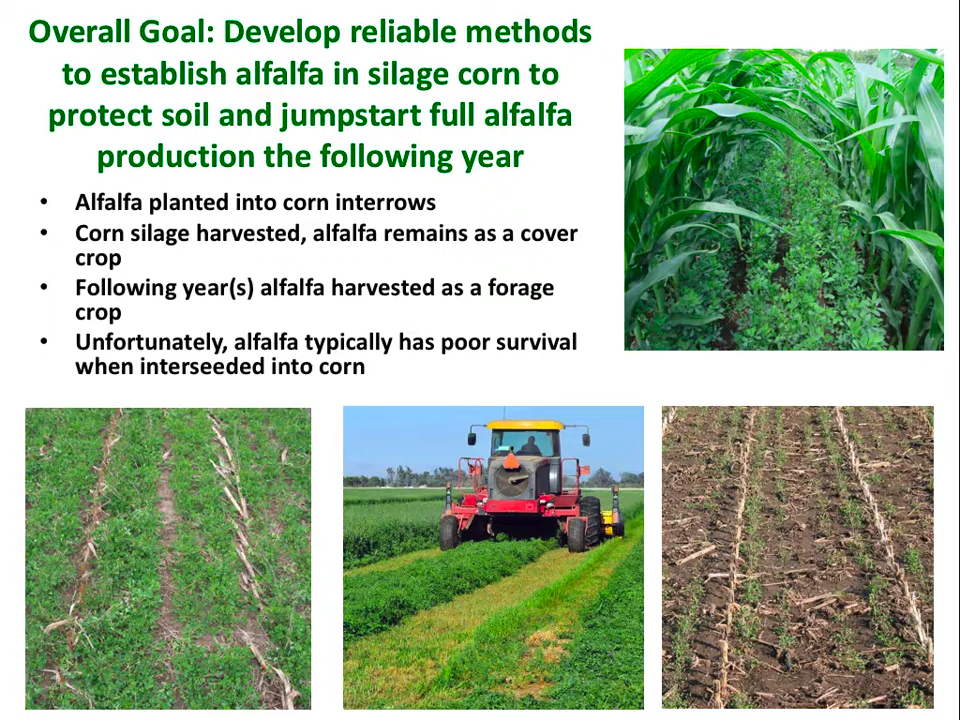 Overall Goal: Develop reliable methods
to establish alfalfa in silage corn to
protect soil and jumpstart full alfalfa
production the following year
• Alfalfa planted into corn interrows
• Corn silage harvested, alfalfa remains as a cover
crop
• Following year(s) alfalfa harvested as a forage
crop
• Unfortunately, alfalfa typically has poor survival
when interseeded into corn